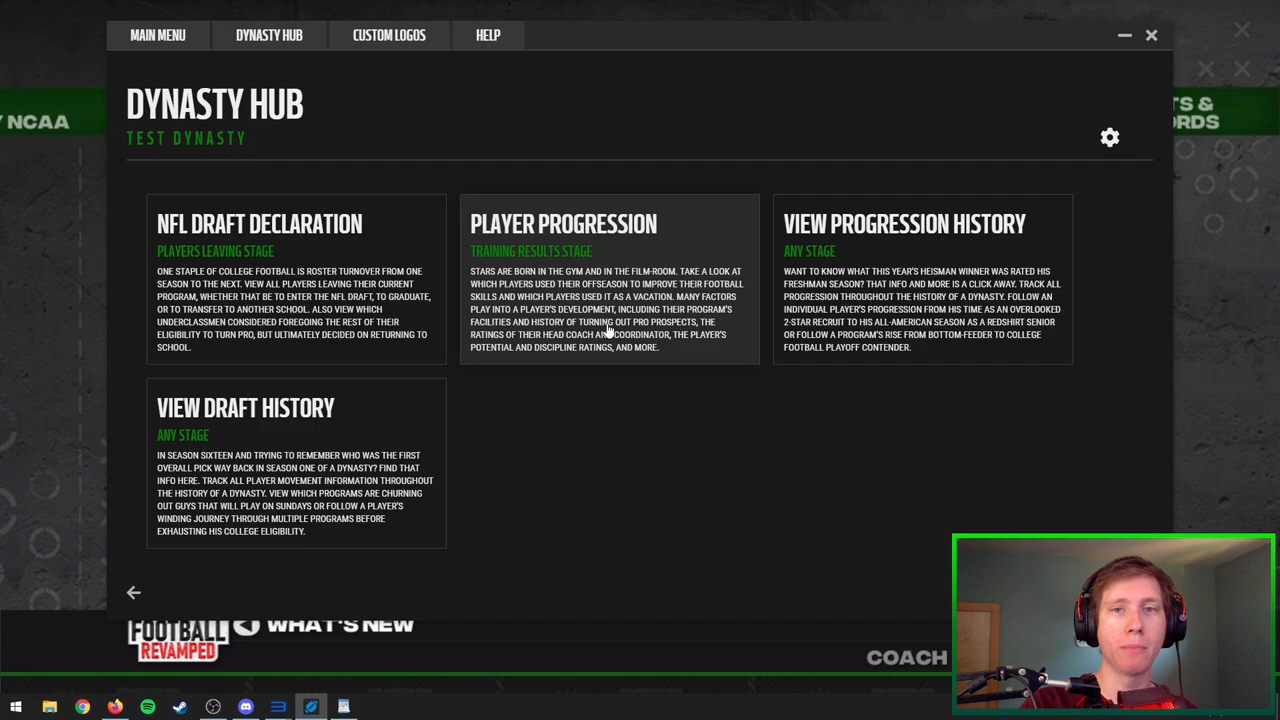 MAIN MENU
DYNASTY HUB
CUSTOM LOGOS
HELP
DYNASTY HUB
TEST DYNASTY
NCAA
TS &
RDS
NFL DRAFT DECLARATION
PLAYERS LEAVING STAGE
ONE STAPLE OF COLLEGE FOOTBALL IS ROSTER TURNOVER FROM ONE
SEASON TO THE NEXT. VIEW ALL PLAYERS LEAVING THEIR CURRENT
PROGRAM, WHETHER THAT BE TO ENTER THE NFL DRAFT, TO GRADUATE,
OR TO TRANSFER TO ANOTHER SCHOOL. ALSO VIEW WHICH
UNDERCLASSMEN CONSIDERED FOREGOING THE REST OF THEIR
ELIGIBILITY TO TURN PRO, BUT ULTIMATELY DECIDED ON RETURNING TO
SCHOOL.
PLAYER PROGRESSION
TRAINING RESULTS STAGE
STARS ARE BORN IN THE GYM AND IN THE FILM-ROOM. TAKE A LOOK AT
WHICH PLAYERS USED THEIR OFFSEASON TO IMPROVE THEIR FOOTBALL
SKILLS AND WHICH PLAYERS USED IT AS A VACATION. MANY FACTORS
PLAY INTO A PLAYER'S DEVELOPMENT, INCLUDING THEIR PROGRAM'S
FACILITIES AND HISTORY OF TURNING OUT PRO PROSPECTS, THE
RATINGS OF THEIR HEAD COACH AND COORDINATOR, THE PLAYER'S
POTENTIAL AND DISCIPLINE RATINGS, AND MORE.
VIEW PROGRESSION HISTORY
ANY STAGE
WANT TO KNOW WHAT THIS YEAR'S HEISMAN WINNER WAS RATED HIS
FRESHMAN SEASON? THAT INFO AND MORE IS A CLICK AWAY. TRACK ALL
PROGRESSION THROUGHOUT THE HISTORY OF A DYNASTY. FOLLOW AN
INDIVIDUAL PLAYER'S PROGRESSION FROM HIS TIME AS AN OVERLOOKED
2-STAR RECRUIT TO HIS ALL-AMERICAN SEASON AS A REDSHIRT SENIOR
OR FOLLOW A PROGRAM'S RISE FROM BOTTOM-FEEDER TO COLLEGE
FOOTBALL PLAYOFF CONTENDER.
VIEW DRAFT HISTORY
ANY STAGE
IN SEASON SIXTEEN AND TRYING TO REMEMBER WHO WAS THE FIRST
OVERALL PICK WAY BACK IN SEASON ONE OF A DYNASTY? FIND THAT
INFO HERE. TRACK ALL PLAYER MOVEMENT INFORMATION THROUGHOUT
THE HISTORY OF A DYNASTY. VIEW WHICH PROGRAMS ARE CHURNING
OUT GUYS THAT WILL PLAY ON SUNDAYS OR FOLLOW A PLAYER'S
WINDING JOURNEY THROUGH MULTIPLE PROGRAMS BEFORE
EXHAUSTING HIS COLLEGE ELIGIBILITY.
FOOTBALL
REVAMPED
WHAT'S NEW
COACH